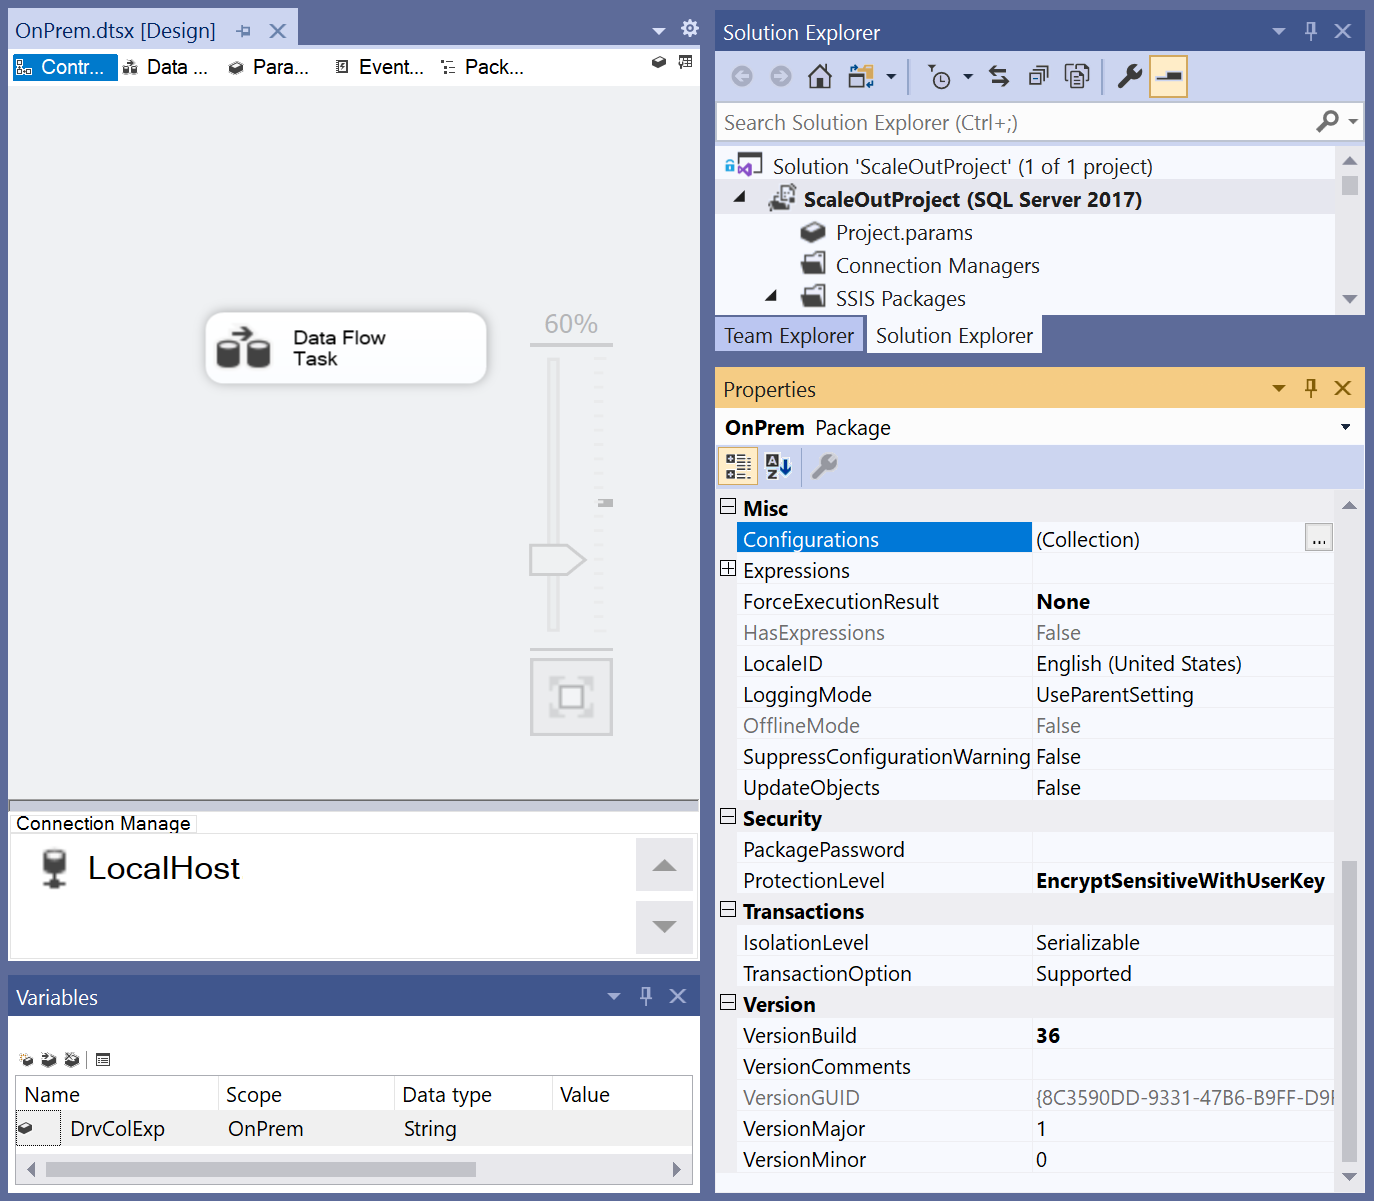 OnPrem.dtsx [Design]
Contr...
Data ...
Para...
Event...
Pack...
Data Flow
Task
60%
Connection Manage
LocalHost
Variables
Name Scope Data type Value
DrvColExp OnPrem String
Solution Explorer
Search Solution Explorer (Ctrl+;)
Solution 'ScaleOutProject' (1 of 1 project)
ScaleOutProject (SQL Server 2017)
Project.params
Connection Managers
SSIS Packages
Team Explorer Solution Explorer
Properties
OnPrem Package
Misc
Configurations (Collection) ...
Expressions
ForceExecutionResult None
HasExpressions False
LocaleID English (United States)
LoggingMode UseParentSetting
OfflineMode False
SuppressConfigurationWarning False
UpdateObjects False
Security
PackagePassword
ProtectionLevel EncryptSensitiveWithUserKey
Transactions
IsolationLevel Serializable
TransactionOption Supported
Version
VersionBuild 36
VersionComments
VersionGUID {8C3590DD-9331-47B6-B9FF-D9
VersionMajor 1
VersionMinor 0